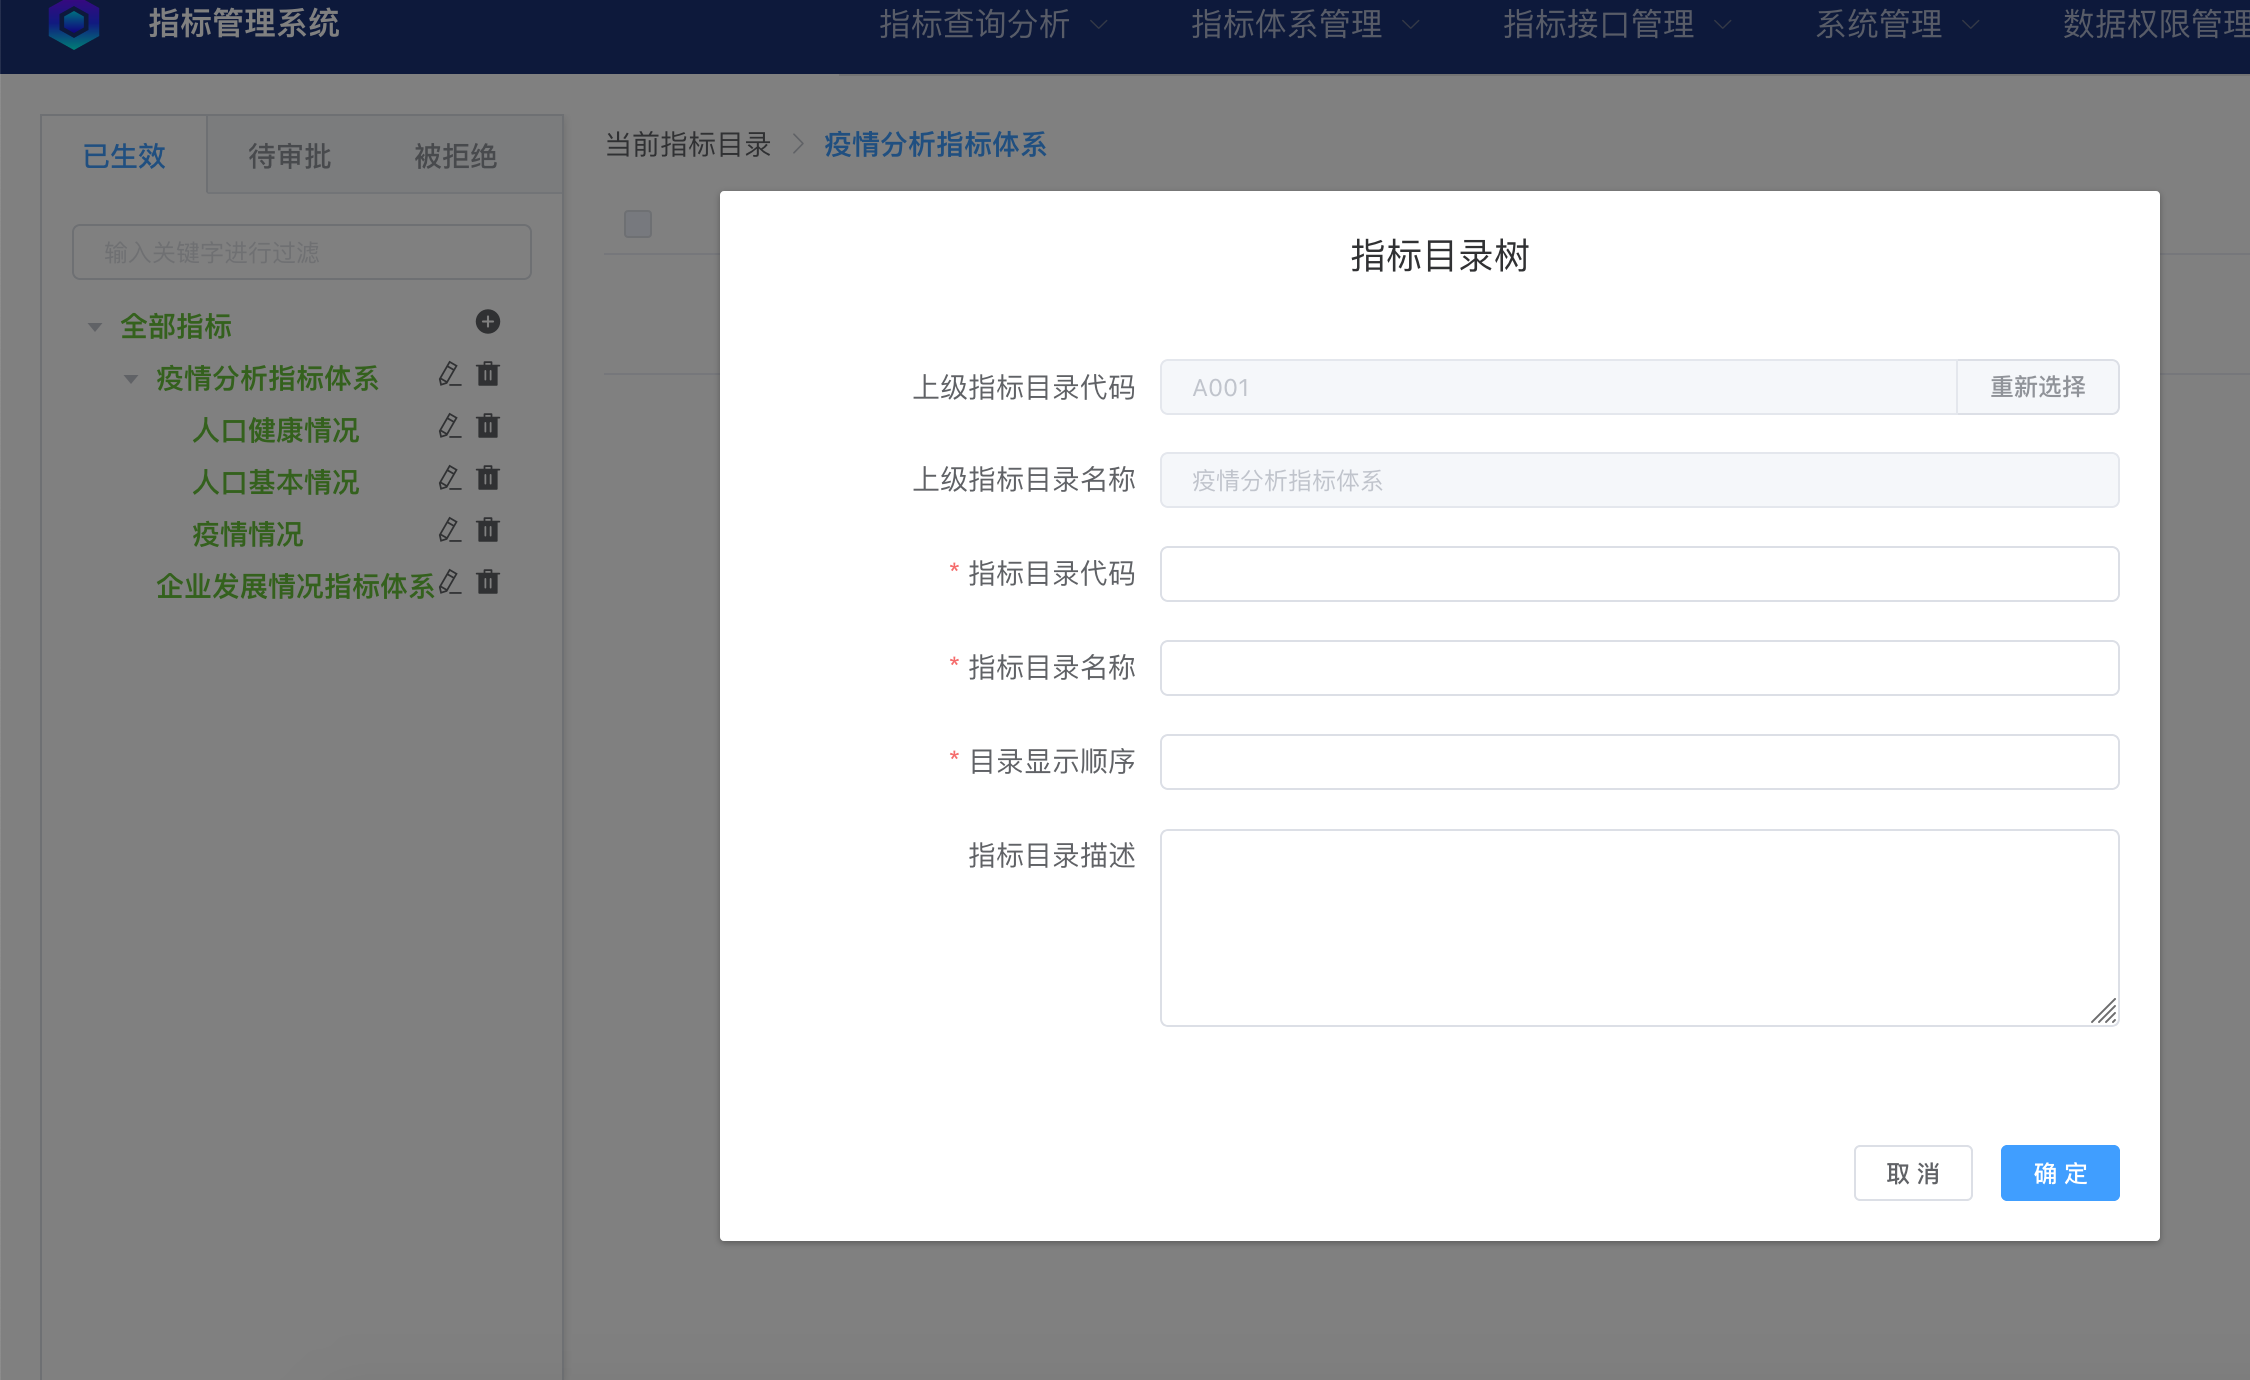 指标管理系统
指标查询分析
指标体系管理
指标接口管理
系统管理
数据权限管理
已生效
待审批
被拒绝
输入关键字进行过滤
全部指标
疫情分析指标体系
人口健康情况
人口基本情况
疫情情况
企业发展情况指标体系
当前指标目录 > 疫情分析指标体系
指标目录树
上级指标目录代码 A001 重新选择
上级指标目录名称 疫情分析指标体系
* 指标目录代码
* 指标目录名称
* 目录显示顺序
指标目录描述
取 消
确 定